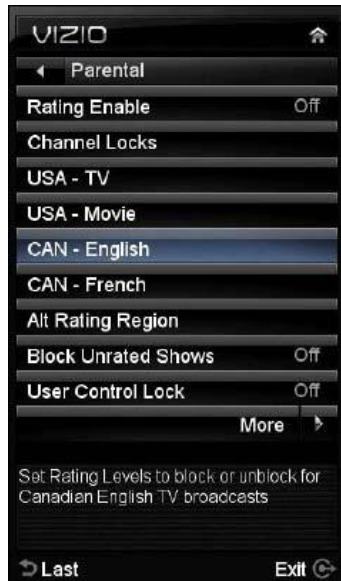 VIZIO
Parental
Rating Enable Off
Channel Locks
USA - TV
USA - Movie
CAN - English
CAN - French
Alt Rating Region
Block Unrated Shows Off
User Control Lock Off
More
Set Rating Levels to block or unblock for
Canadian English TV broadcasts
Last Exit